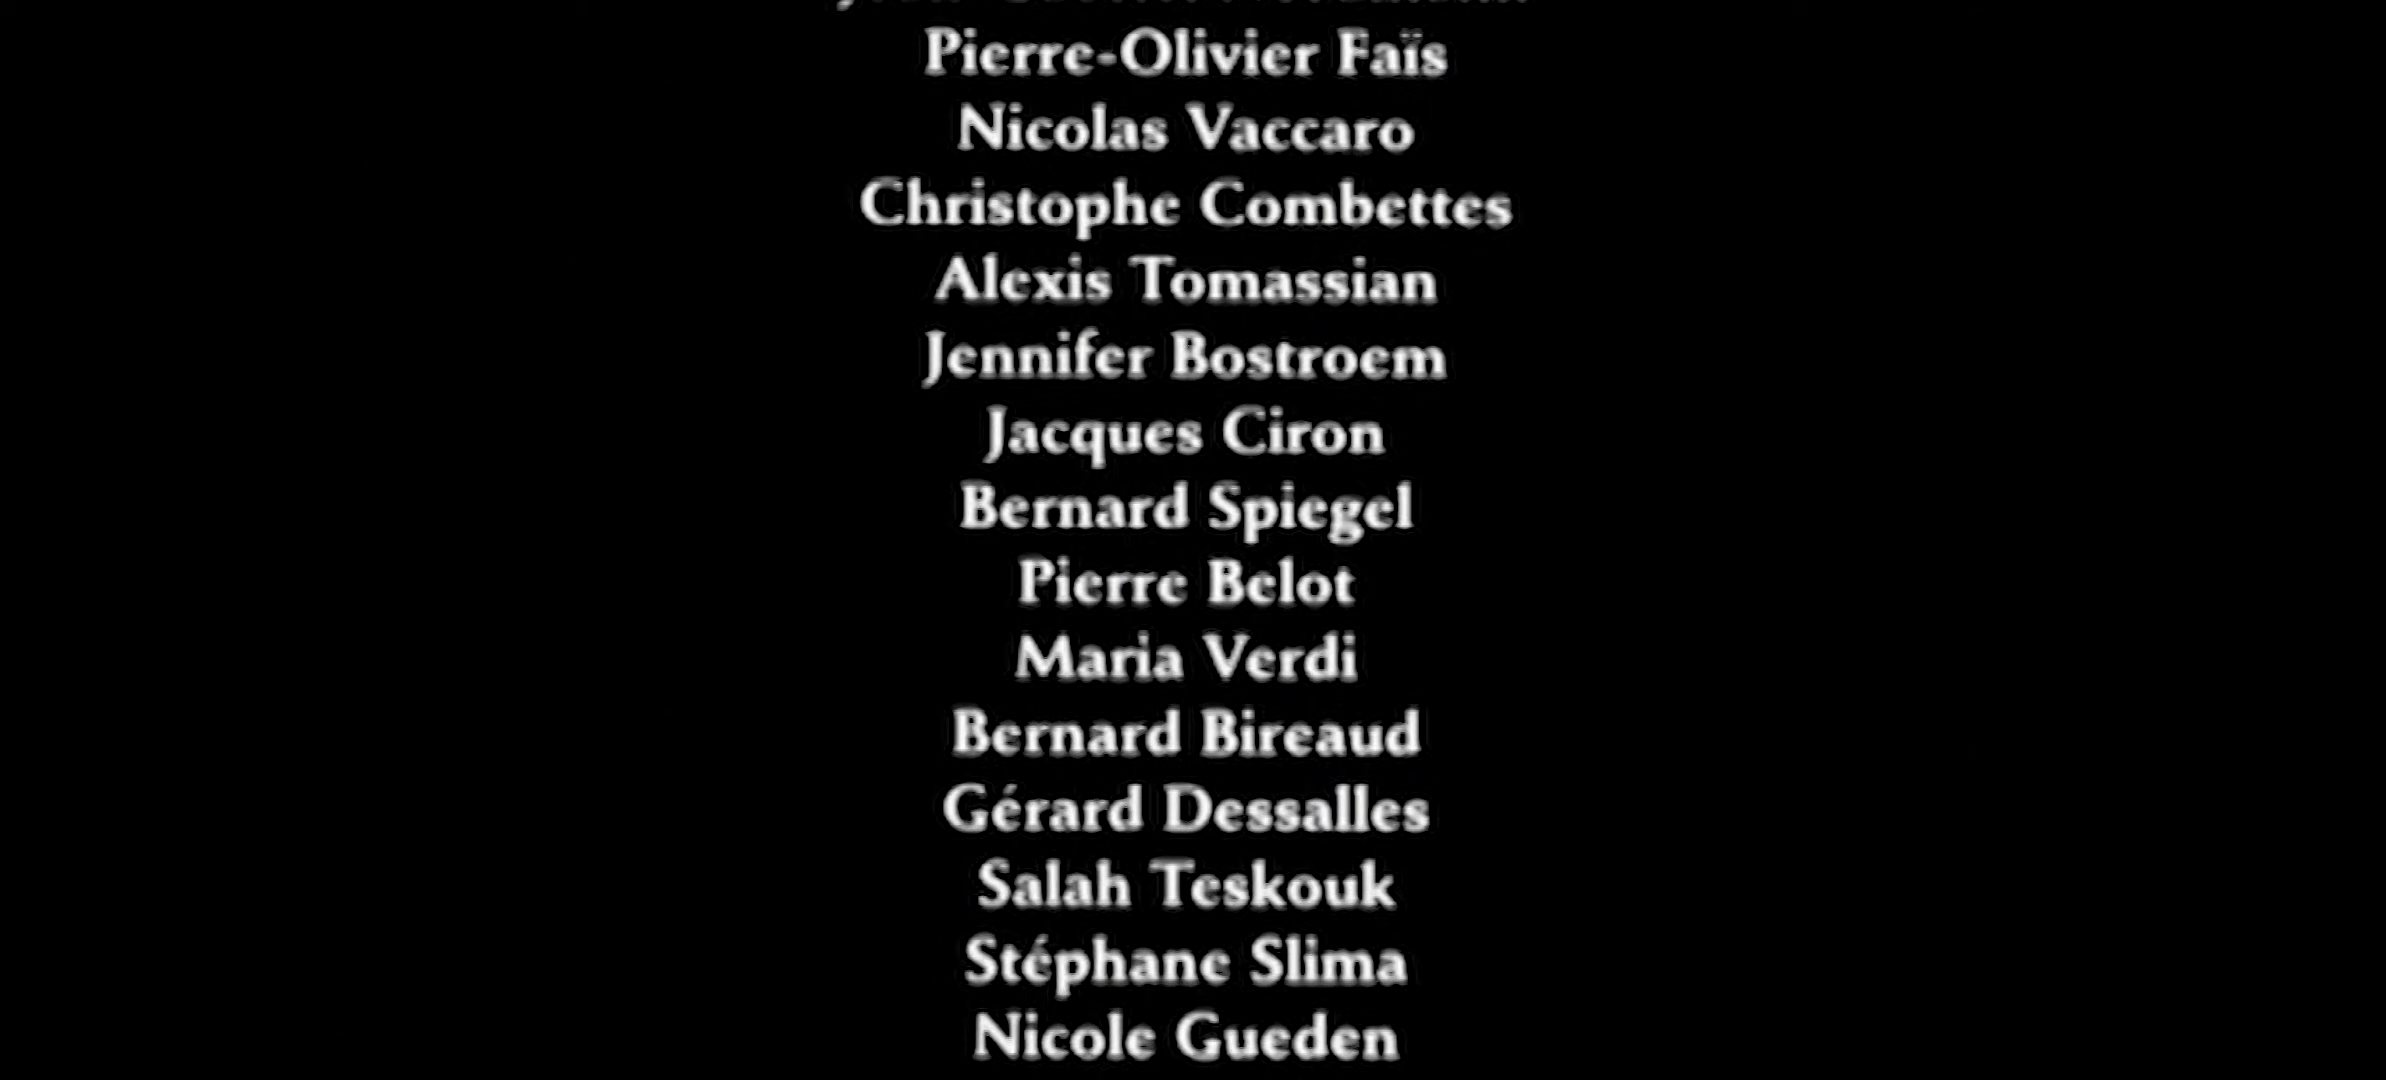 Pierre-Olivier Faïs
Nicolas Vaccaro
Christophe Combettes
Alexis Tomassian
Jennifer Bostroem
Jacques Ciron
Bernard Spiegel
Pierre Belot
Maria Verdi
Bernard Bireaud
Gérard Dessalles
Salah Teskouk
Stéphane Slima
Nicole Gueden